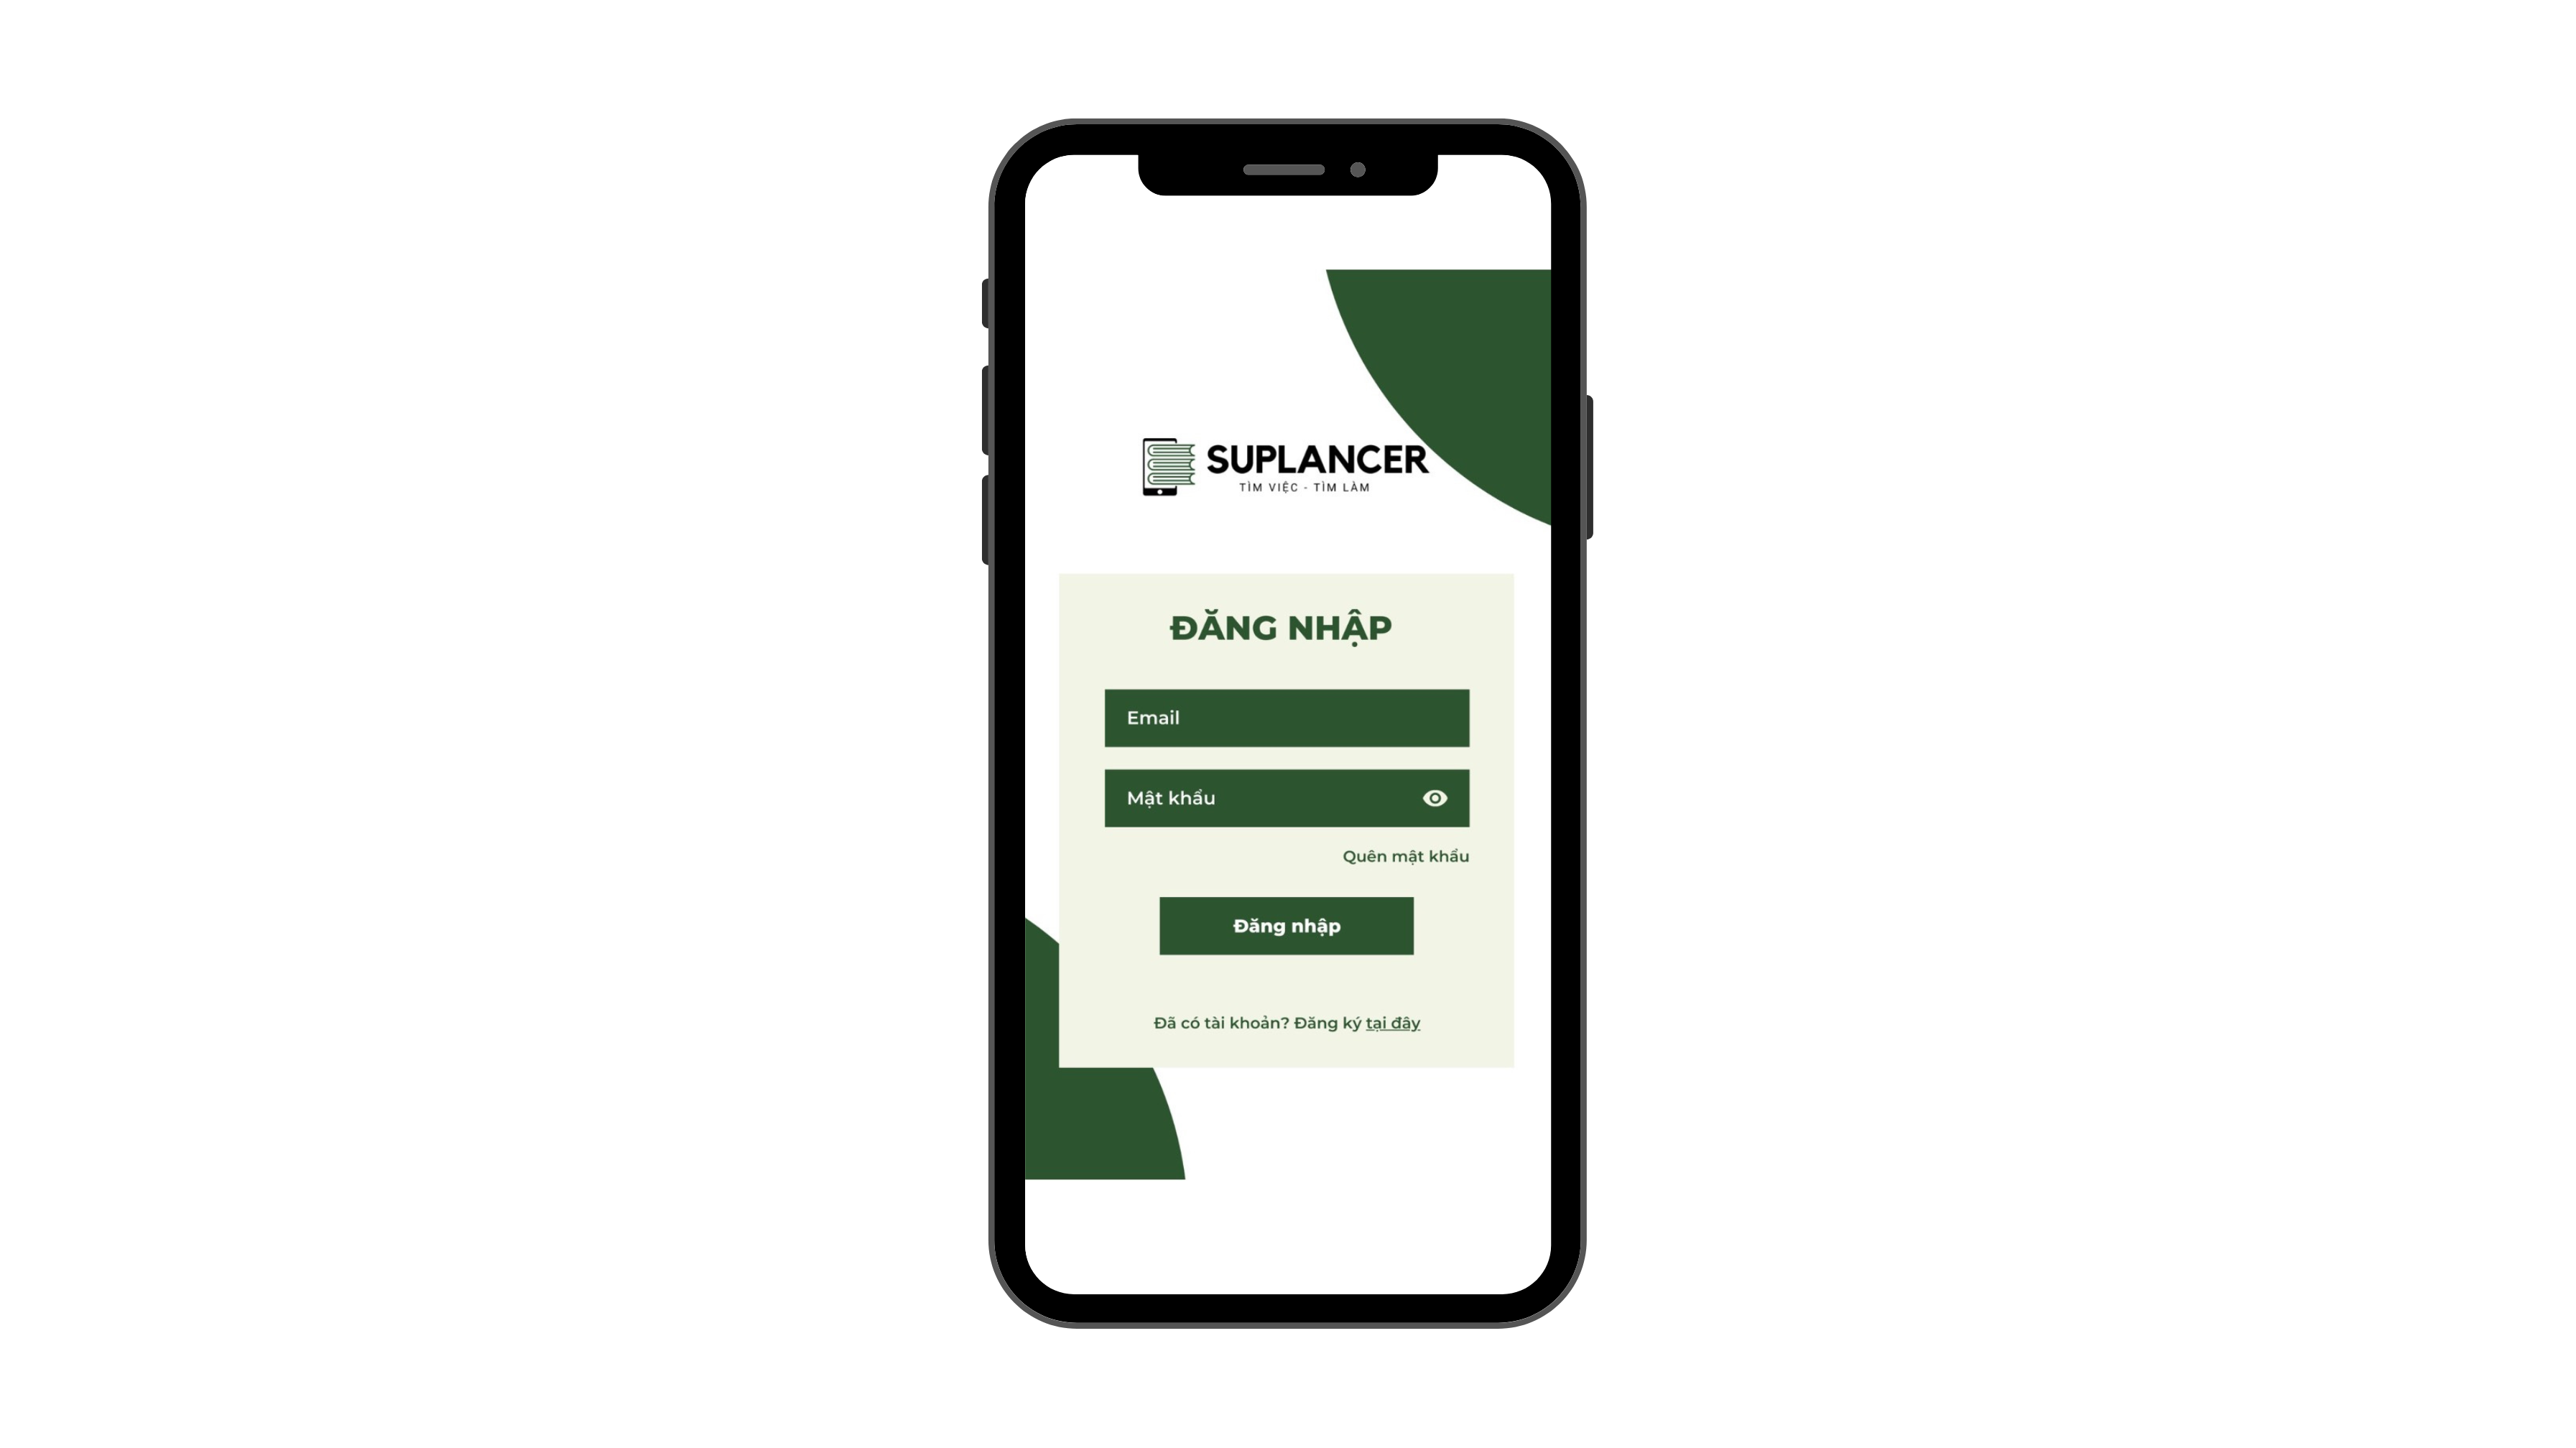 SUPLANCER
TÌM VIỆC - TÌM LÀM
ĐĂNG NHẬP
Email
Mật khẩu
Quên mật khẩu
Đăng nhập
Đã có tài khoản? Đăng ký tại đây